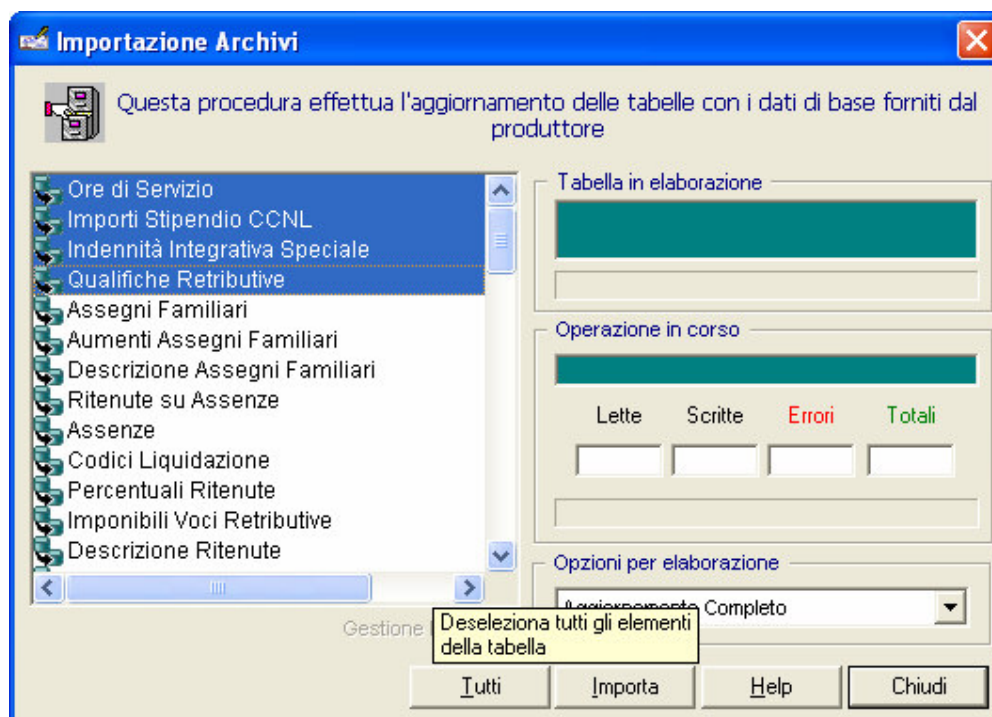 Importazione Archivi
Questa procedura effettua l'aggiornamento delle tabelle con i dati di base forniti dal
produttore
Ore di Servizio
Importi Stipendio CCNL
Indennità Integrativa Speciale
Qualifiche Retributive
Assegni Familiari
Aumenti Assegni Familiari
Descrizione Assegni Familiari
Ritenute su Assenze
Assenze
Codici Liquidazione
Percentuali Ritenute
Imponibili Voci Retributive
Descrizione Ritenute
Tabella in elaborazione
Operazione in corso
Lette Scritte Errori Totali
Opzioni per elaborazione
Aggiornamento Completo
Gestione
Deseleziona tutti gli elementi
della tabella
Tutti Importa Help Chiudi